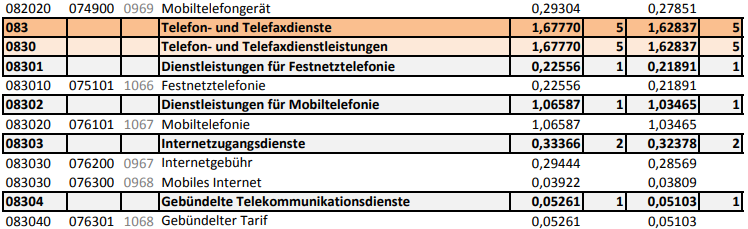 082020 074900 0969 Mobiltelefongerät 0,29304 0,27851
083 Telefon- und Telefaxdienste 1,67770 5 1,62837 5
0830 Telefon- und Telefaxdienstleistungen 1,67770 5 1,62837 5
08301 Dienstleistungen für Festnetztelefonie 0,22556 1 0,21891 1
083010 075101 1066 Festnetztelefonie 0,22556 0,21891
08302 Dienstleistungen für Mobiltelefonie 1,06587 1 1,03465 1
083020 076101 1067 Mobiltelefonie 1,06587 1,03465
08303 Internetzugangsdienste 0,33366 2 0,32378 2
083030 076200 0967 Internetgebühr 0,29444 0,28569
083030 076300 0968 Mobiles Internet 0,03922 0,03809
08304 Gebündelte Telekommunikationsdienste 0,05261 1 0,05103 1
083040 076301 1068 Gebündelter Tarif 0,05261 0,05103